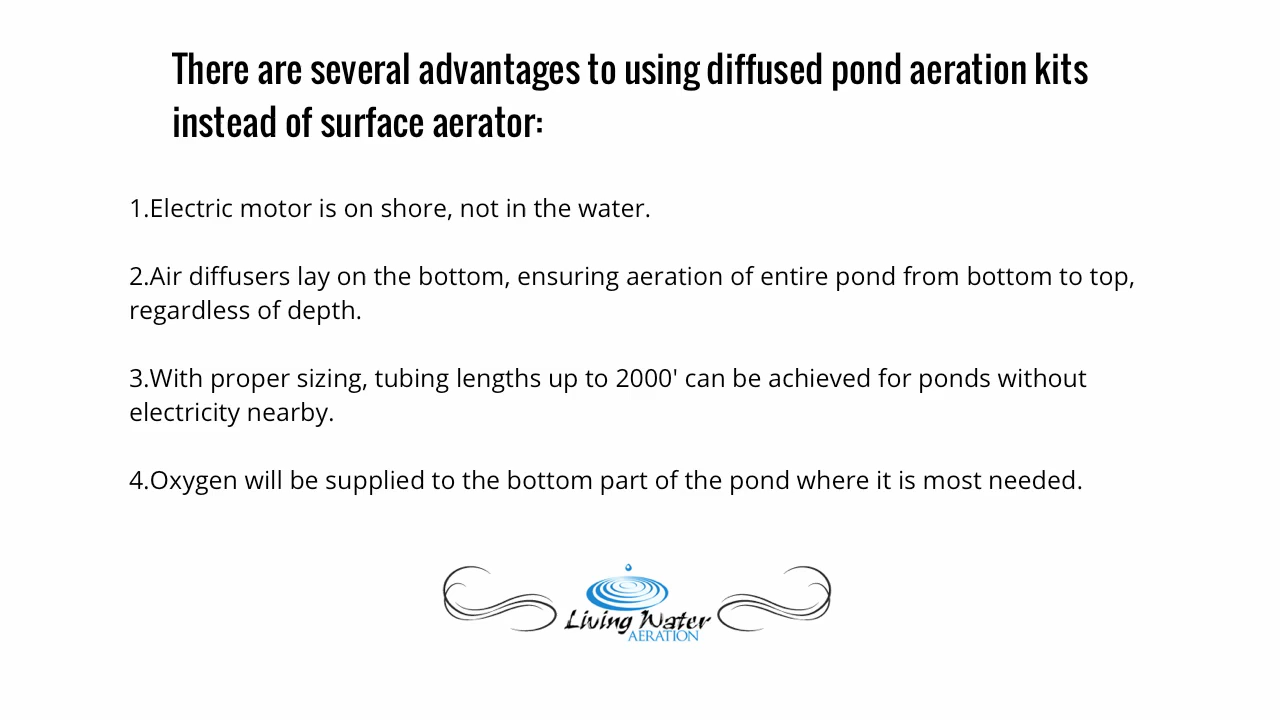 There are several advantages to using diffused pond aeration kits
instead of surface aerator:
1.Electric motor is on shore, not in the water.
2.Air diffusers lay on the bottom, ensuring aeration of entire pond from bottom to top,
regardless of depth.
3.With proper sizing, tubing lengths up to 2000' can be achieved for ponds without
electricity nearby.
4.Oxygen will be supplied to the bottom part of the pond where it is most needed.
Living Water
AERATION